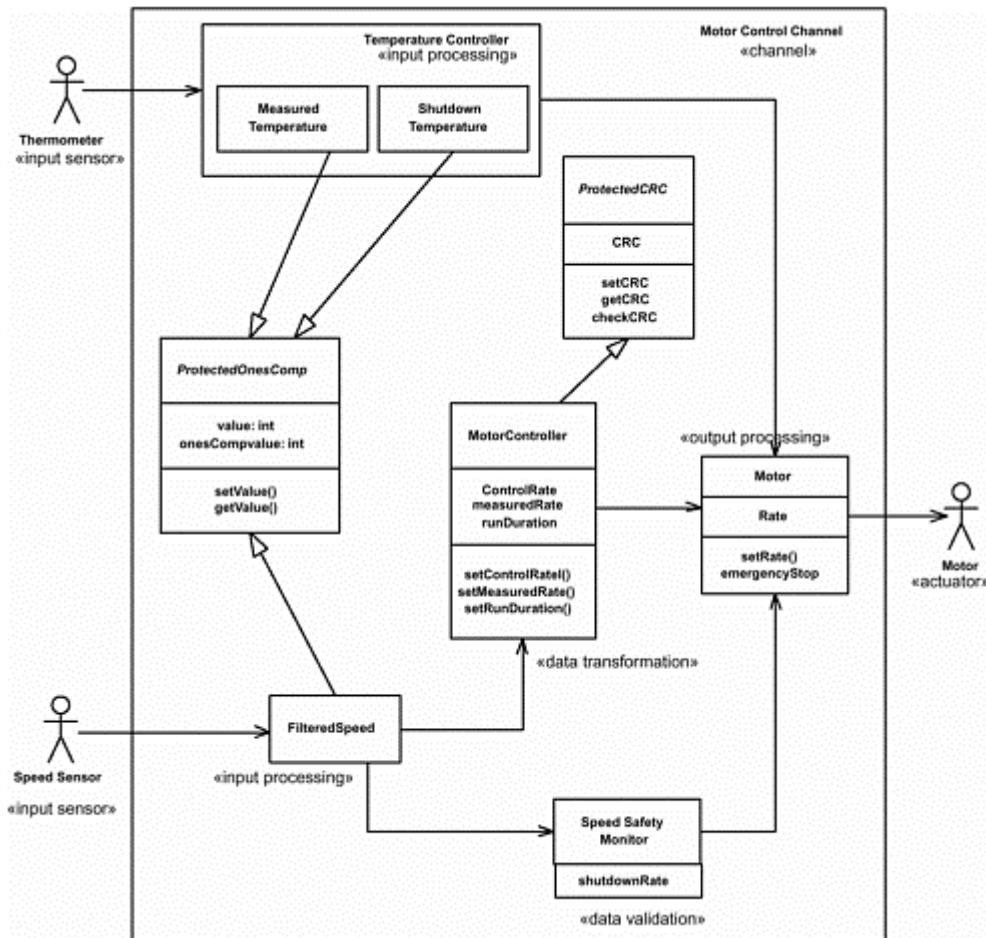 Motor Control Channel
«channel»
Temperature Controller
«input processing»
Measured
Temperature
Shutdown
Temperature
Thermometer
«input sensor»
ProtectedCRC
CRC
setCRC
getCRC
checkCRC
ProtectedOnesComp
value: int
onesCompvalue: int
setValue()
getValue()
MotorController
ControlRate
measuredRate
runDuration
setControlRatel()
setMeasuredRate()
setRunDuration()
«data transformation»
«output processing»
Motor
Rate
setRate()
emergencyStop
Motor
«actuator»
FilteredSpeed
«input processing»
Speed Sensor
«input sensor»
Speed Safety
Monitor
shutdownRate
«data validation»